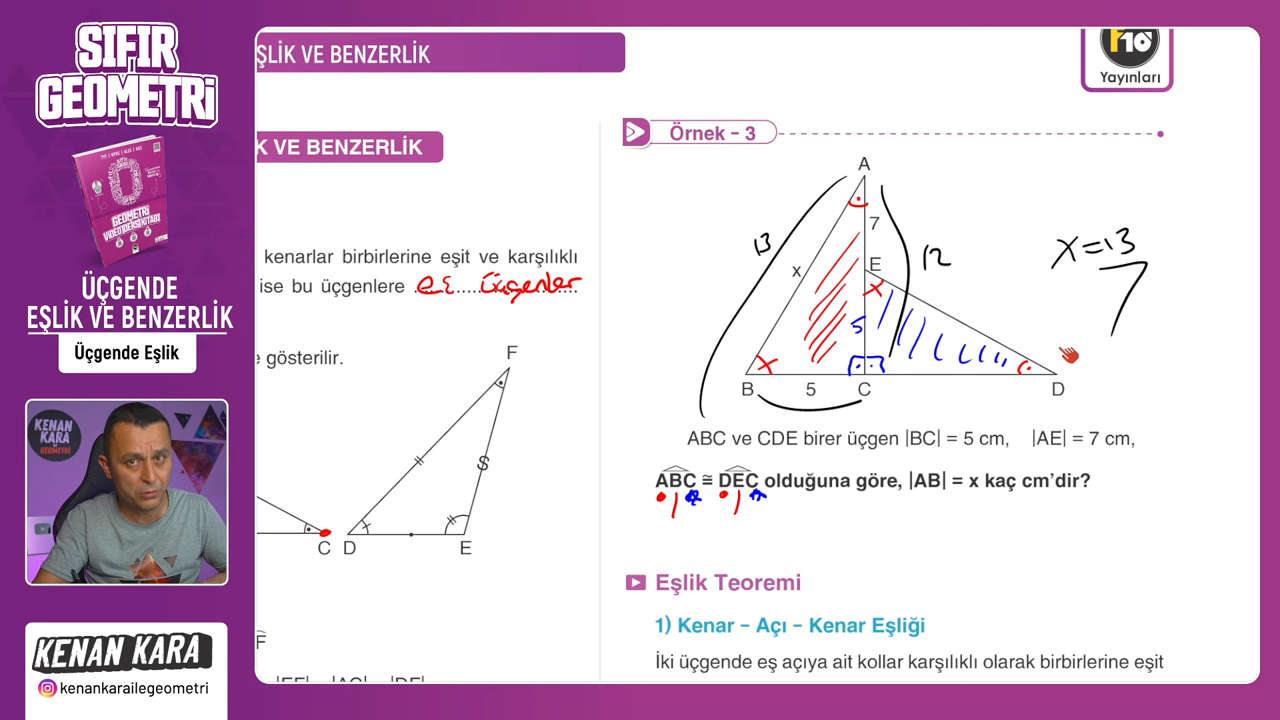 SIFIR
GEOMETRİ
GEOMETRİ
VİDEO DERS KİTABI
ÜÇGENDE
EŞLİK VE BENZERLİK
Üçgende Eşlik
KENAN
KARA
GEOMETRİ
KENAN KARA
kenankarailegeometri
EŞLİK VE BENZERLİK
K VE BENZERLİK
kenarlar birbirlerine eşit ve karşılıklı
ise bu üçgenlere eş üçgenler
e gösterilir.
F
C D E
F
10
Yayınları
Örnek - 3
A
7
13
x
E
12
x = 13
5
B 5 C D
ABC ve CDE birer üçgen |BC| = 5 cm, |AE| = 7 cm,
ABC ≅ DEC olduğuna göre, |AB| = x kaç cm'dir?
Eşlik Teoremi
1) Kenar - Açı - Kenar Eşliği
İki üçgende eş açıya ait kollar karşılıklı olarak birbirlerine eşit